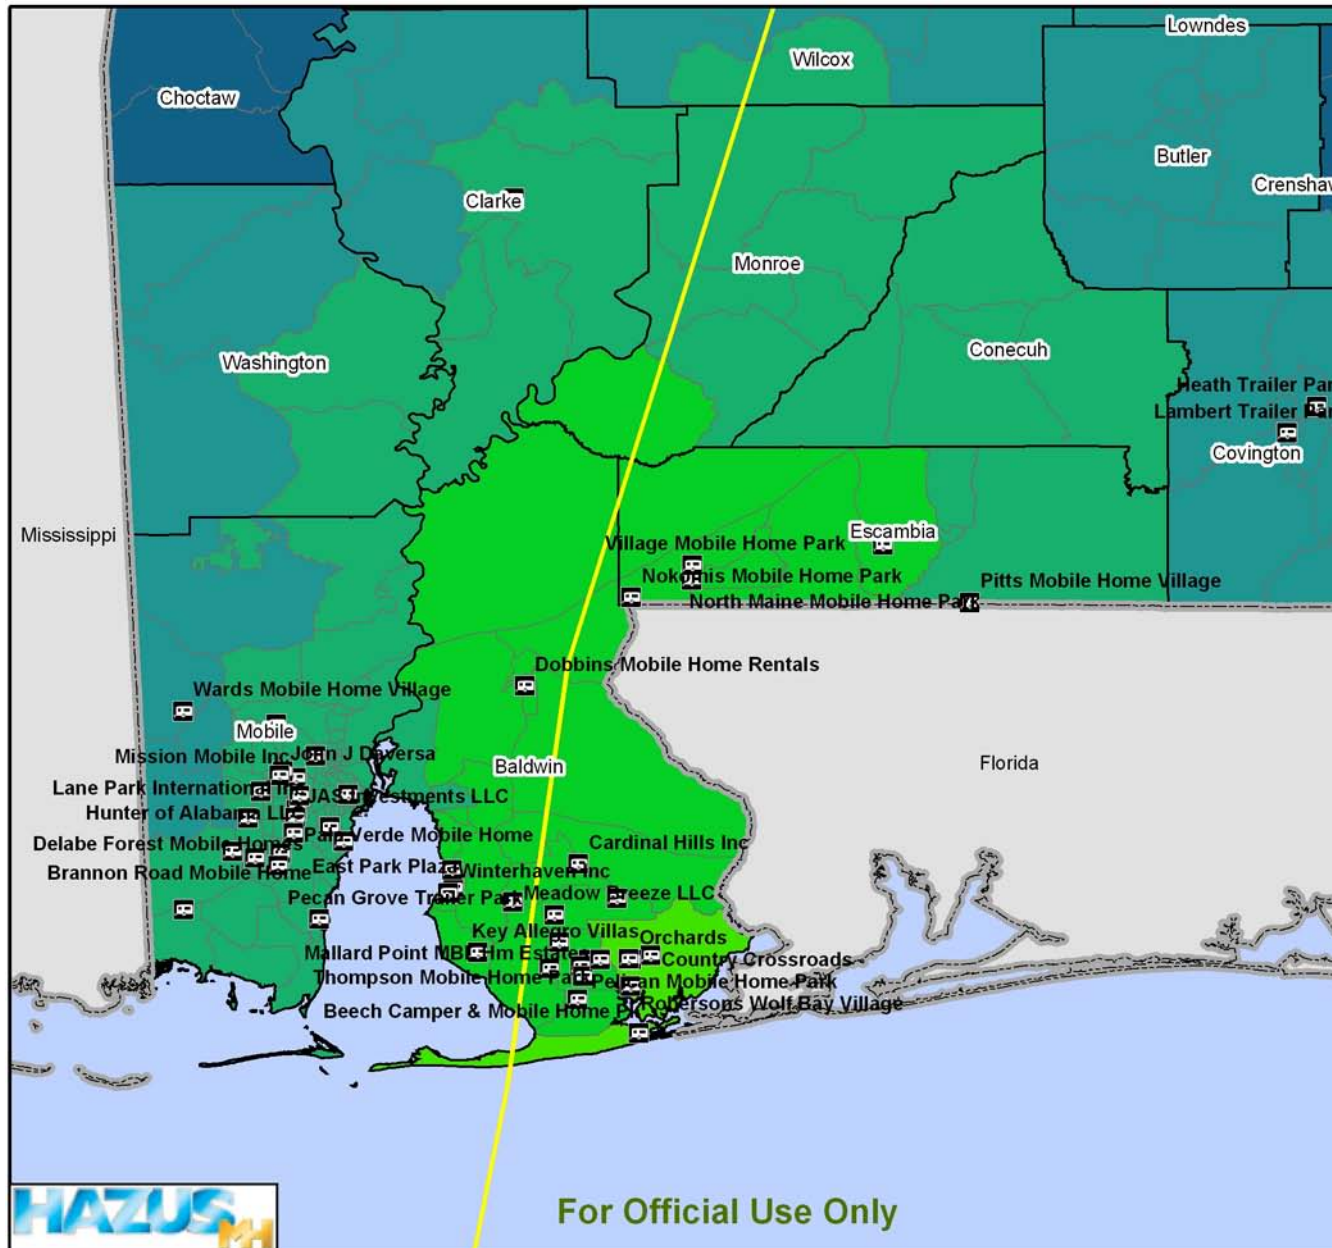 Lowndes
Wilcox
Choctaw
Butler
Crenshaw
Clarke
Monroe
Conecuh
Washington
Heath Trailer Par
Lambert Trailer Par
Covington
Mississippi
Escambia
Village Mobile Home Park
Nokomis Mobile Home Park
Pitts Mobile Home Village
North Maine Mobile Home Park
Dobbins Mobile Home Rentals
Wards Mobile Home Village
Mobile
John J Daversa
Mission Mobile Inc
Baldwin
Florida
Lane Park International Inc
JAS Investments LLC
Hunter of Alabama LLC
Palo Verde Mobile Home
Delabe Forest Mobile Homes
Cardinal Hills Inc
East Park Plaza
Brannon Road Mobile Home
Winterhaven Inc
Pecan Grove Trailer Park
Meadow Breeze LLC
Key Allegro Villas
Orchards
Mallard Point MBL Hm Estates
Country Crossroads
Thompson Mobile Home Park
Pelican Mobile Home Park
Robersons Wolf Bay Village
Beech Camper & Mobile Home Pk
HAZUS
MH
For Official Use Only